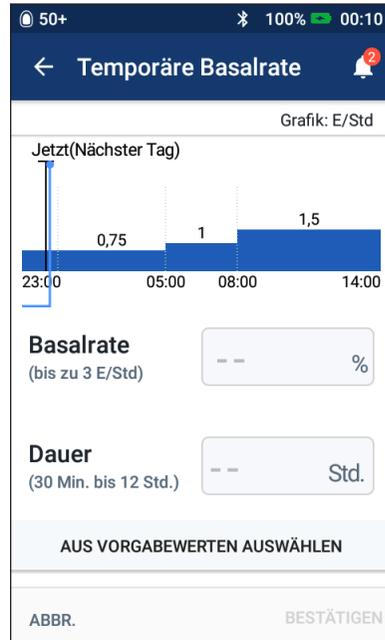 50+ 100% 00:10
Temporäre Basalrate 2
Grafik: E/Std
Jetzt(Nächster Tag)
0,75 1 1,5
23:00 05:00 08:00 14:00
Basalrate
-- %
(bis zu 3 E/Std)
Dauer
-- Std.
(30 Min. bis 12 Std.)
AUS VORGABEWERTEN AUSWÄHLEN
ABBR. BESTÄTIGEN